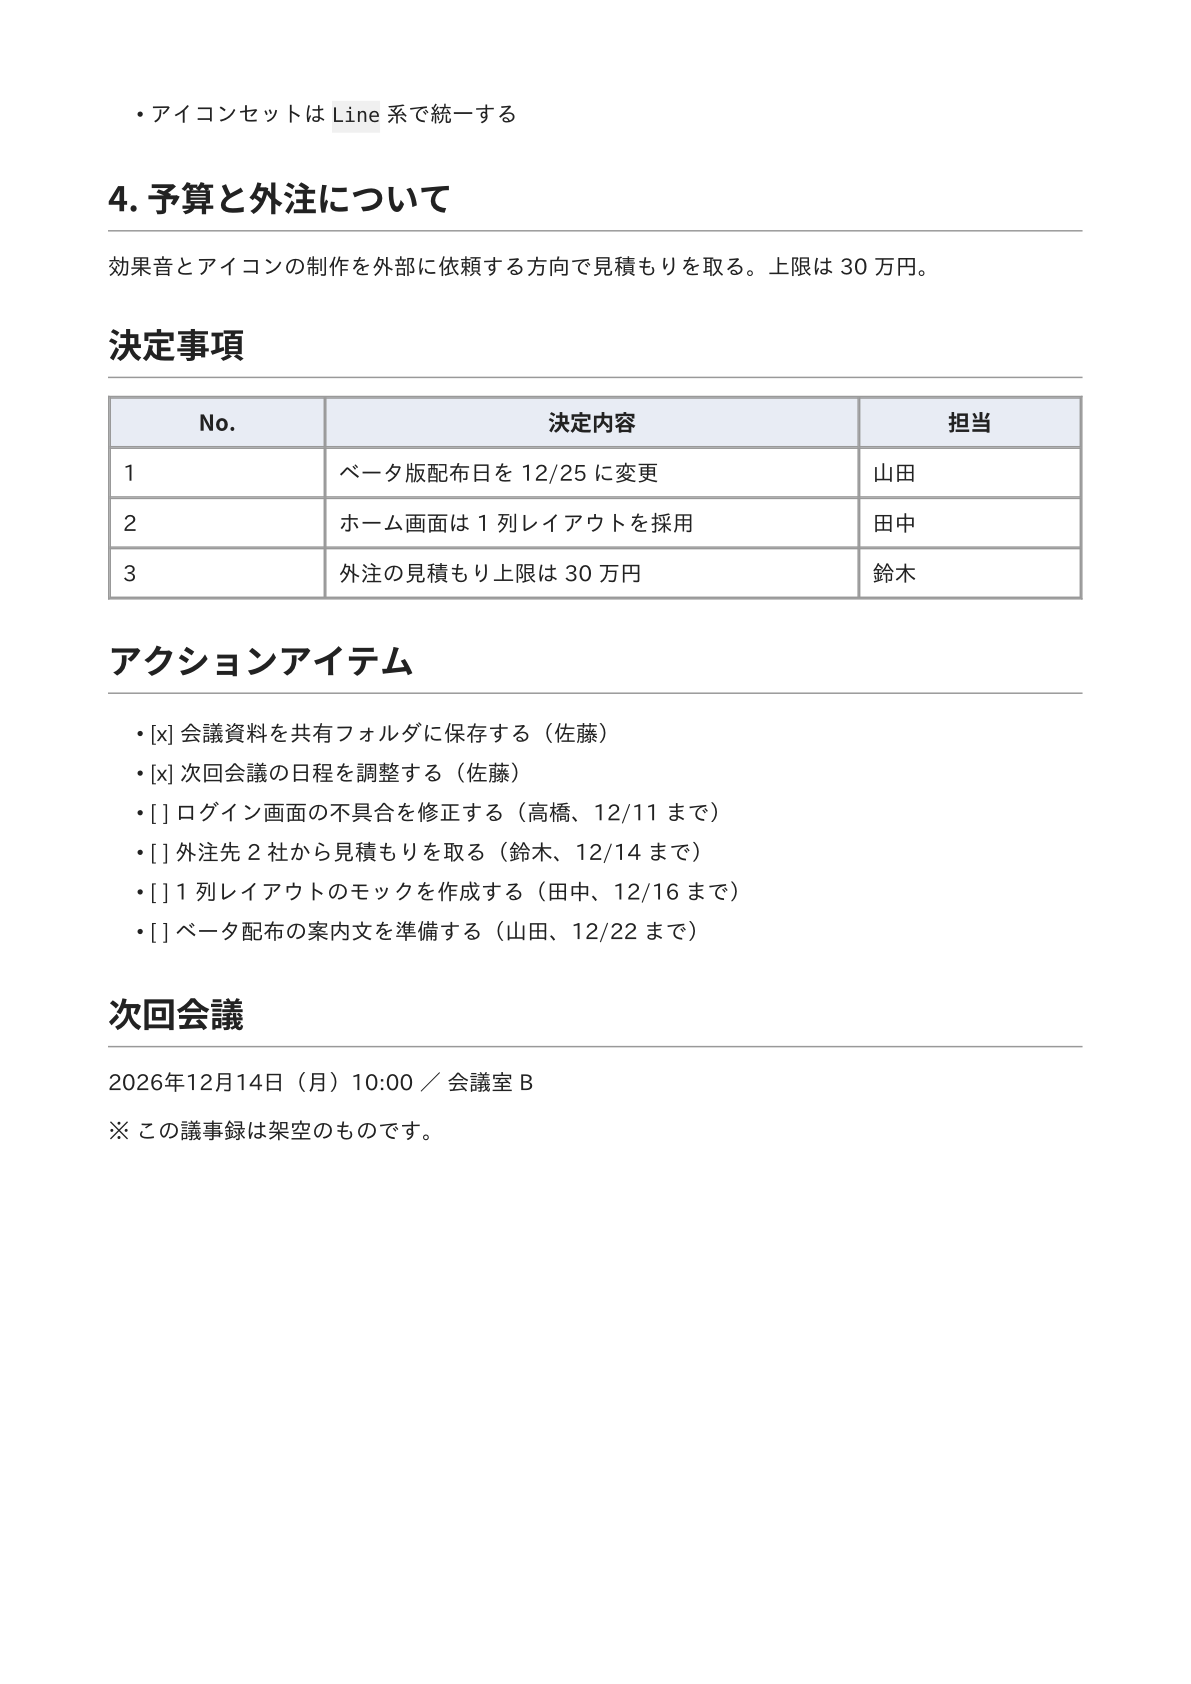 • アイコンセットは Line 系で統一する
4. 予算と外注について
効果音とアイコンの制作を外部に依頼する方向で見積もりを取る。上限は 30 万円。
決定事項
No. 決定内容 担当
1 ベータ版配布日を 12/25 に変更 山田
2 ホーム画面は 1 列レイアウトを採用 田中
3 外注の見積もり上限は 30 万円 鈴木
アクションアイテム
• [x] 会議資料を共有フォルダに保存する（佐藤）
• [x] 次回会議の日程を調整する（佐藤）
• [ ] ログイン画面の不具合を修正する（高橋、12/11 まで）
• [ ] 外注先 2 社から見積もりを取る（鈴木、12/14 まで）
• [ ] 1 列レイアウトのモックを作成する（田中、12/16 まで）
• [ ] ベータ配布の案内文を準備する（山田、12/22 まで）
次回会議
2026年12月14日（月）10:00 ／ 会議室 B
※ この議事録は架空のものです。